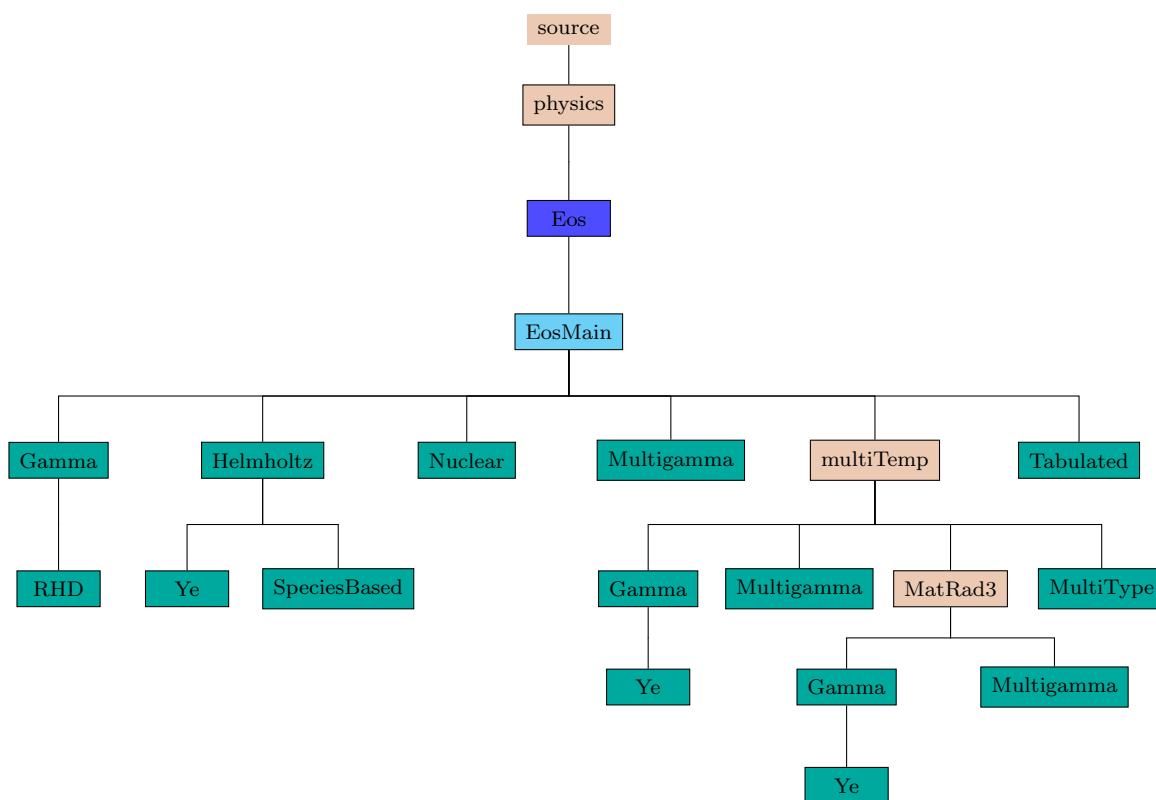 source
physics
Eos
EosMain
Gamma
Helmholtz
Nuclear
Multigamma
multiTemp
Tabulated
RHD
Ye
SpeciesBased
Gamma
Multigamma
MatRad3
MultiType
Ye
Gamma
Multigamma
Ye